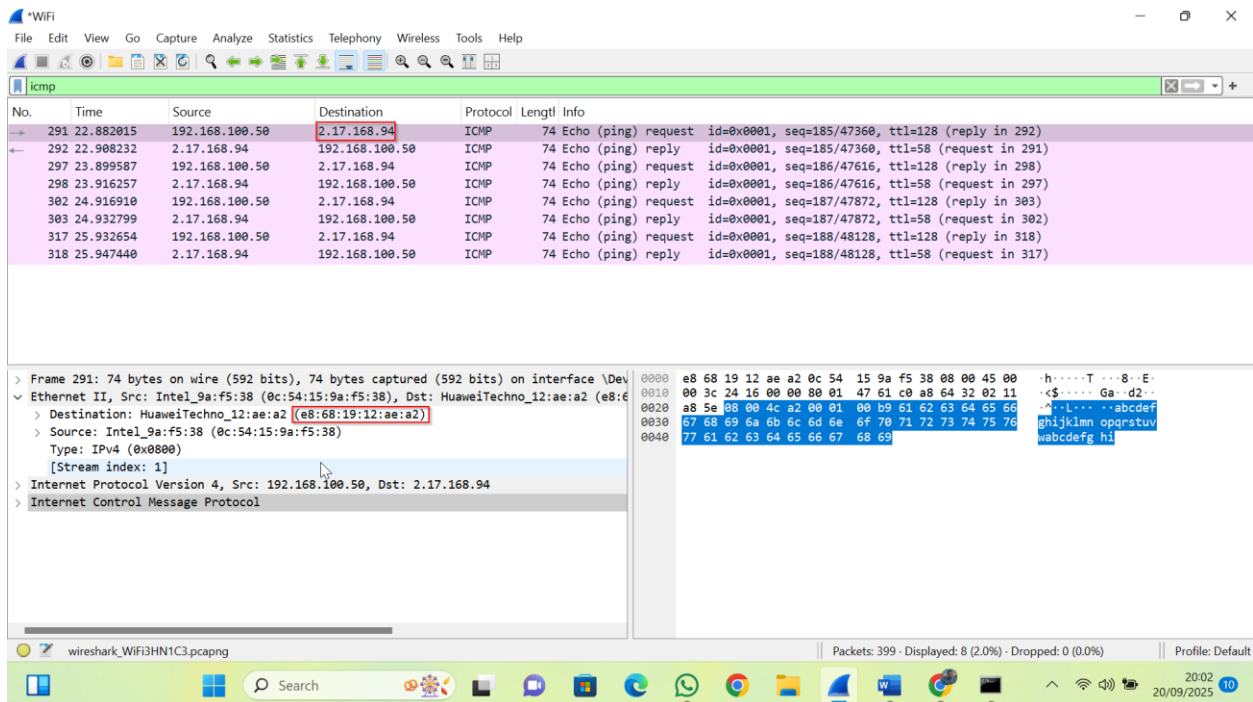 *WiFi
File Edit View Go Capture Analyze Statistics Telephony Wireless Tools Help
icmp
No. Time Source Destination Protocol Lengtl Info
291 22.882015 192.168.100.50 2.17.168.94 ICMP 74 Echo (ping) request id=0x0001, seq=185/47360, ttl=128 (reply in 292)
292 22.908232 2.17.168.94 192.168.100.50 ICMP 74 Echo (ping) reply id=0x0001, seq=185/47360, ttl=58 (request in 291)
297 23.899587 192.168.100.50 2.17.168.94 ICMP 74 Echo (ping) request id=0x0001, seq=186/47616, ttl=128 (reply in 298)
298 23.916257 2.17.168.94 192.168.100.50 ICMP 74 Echo (ping) reply id=0x0001, seq=186/47616, ttl=58 (request in 297)
302 24.916910 192.168.100.50 2.17.168.94 ICMP 74 Echo (ping) request id=0x0001, seq=187/47872, ttl=128 (reply in 303)
303 24.932799 2.17.168.94 192.168.100.50 ICMP 74 Echo (ping) reply id=0x0001, seq=187/47872, ttl=58 (request in 302)
317 25.932654 192.168.100.50 2.17.168.94 ICMP 74 Echo (ping) request id=0x0001, seq=188/48128, ttl=128 (reply in 318)
318 25.947440 2.17.168.94 192.168.100.50 ICMP 74 Echo (ping) reply id=0x0001, seq=188/48128, ttl=58 (request in 317)
Frame 291: 74 bytes on wire (592 bits), 74 bytes captured (592 bits) on interface \Dev
Ethernet II, Src: Intel_9a:f5:38 (0c:54:15:9a:f5:38), Dst: HuaweiTechno_12:ae:a2 (e8:6
Destination: HuaweiTechno_12:ae:a2 (e8:68:19:12:ae:a2)
Source: Intel_9a:f5:38 (0c:54:15:9a:f5:38)
Type: IPv4 (0x0800)
[Stream index: 1]
Internet Protocol Version 4, Src: 192.168.100.50, Dst: 2.17.168.94
Internet Control Message Protocol
0000 e8 68 19 12 ae a2 0c 54 15 9a f5 38 08 00 45 00 ·h·····T ···8··E·
0010 00 3c 24 16 00 00 80 01 47 61 c0 a8 64 32 02 11 ·<$····· Ga··d2··
0020 a8 5e 08 00 4c a2 00 01 00 b9 61 62 63 64 65 66 ·^··L··· ··abcdef
0030 67 68 69 6a 6b 6c 6d 6e 6f 70 71 72 73 74 75 76 ghijklmn opqrstuv
0040 77 61 62 63 64 65 66 67 68 69 wabcdefg hi
wireshark_WiFi3HN1C3.pcapng Packets: 399 · Displayed: 8 (2.0%) · Dropped: 0 (0.0%) Profile: Default
Search
20:02
20/09/2025
10